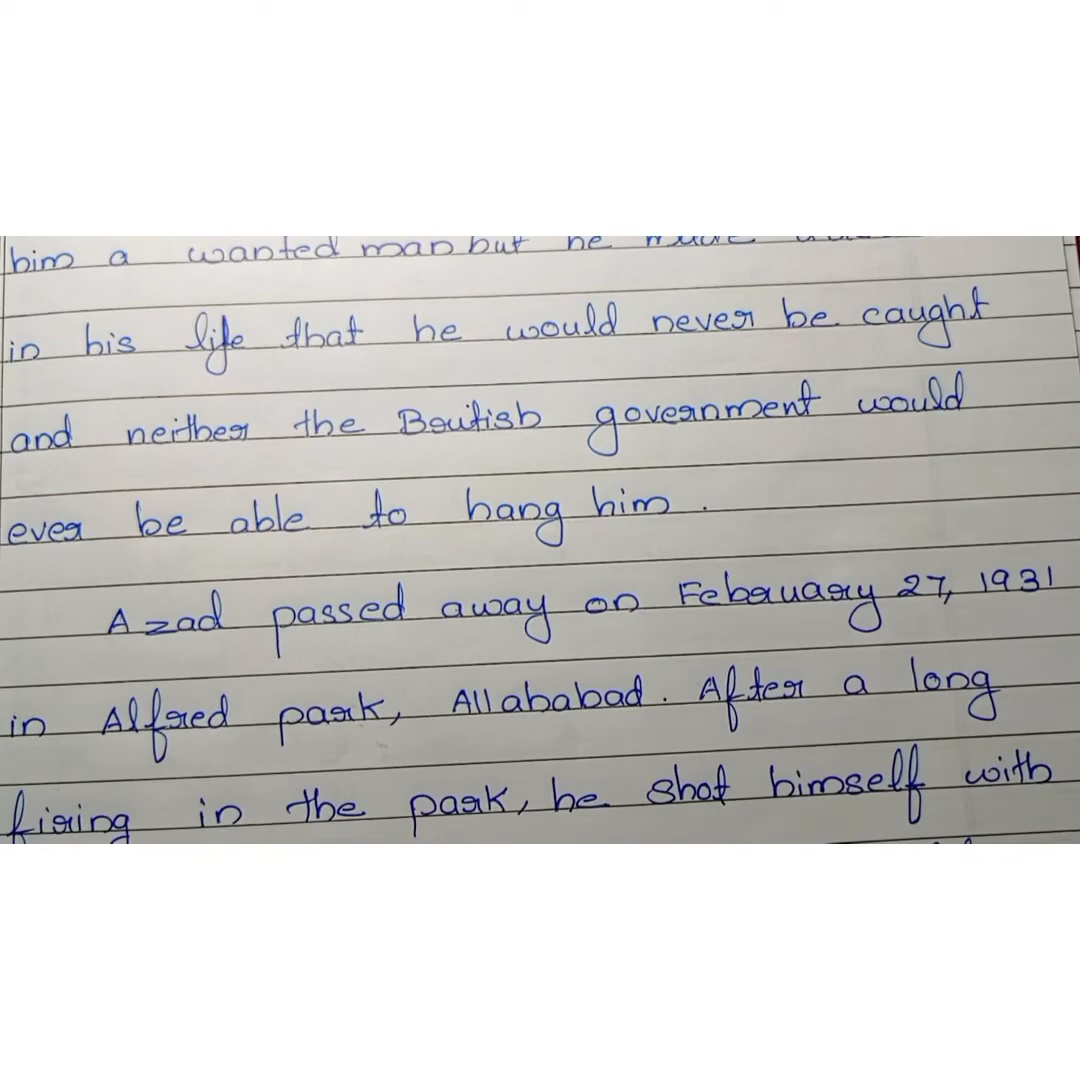 him a wanted man but he made
in his life that he would never be caught
and neither the British government would
ever be able to hang him.
Azad passed away on Febaruary 27, 1931
in Alfred park, Allahabad. After a long
firing in the park, he shot himself with